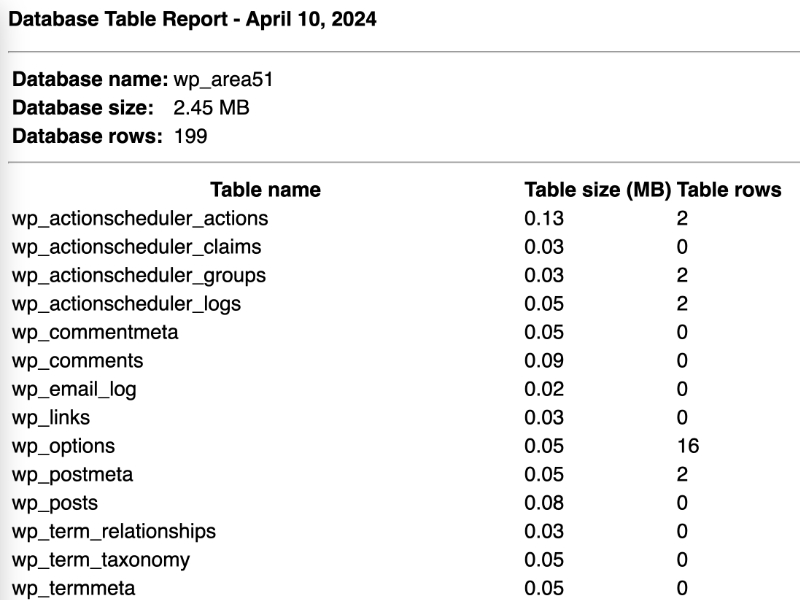 Database Table Report - April 10, 2024
Database name: wp_area51
Database size: 2.45 MB
Database rows: 199
Table name Table size (MB) Table rows
wp_actionscheduler_actions 0.13 2
wp_actionscheduler_claims 0.03 0
wp_actionscheduler_groups 0.03 2
wp_actionscheduler_logs 0.05 2
wp_commentmeta 0.05 0
wp_comments 0.09 0
wp_email_log 0.02 0
wp_links 0.03 0
wp_options 0.05 16
wp_postmeta 0.05 2
wp_posts 0.08 0
wp_term_relationships 0.03 0
wp_term_taxonomy 0.05 0
wp_termmeta 0.05 0